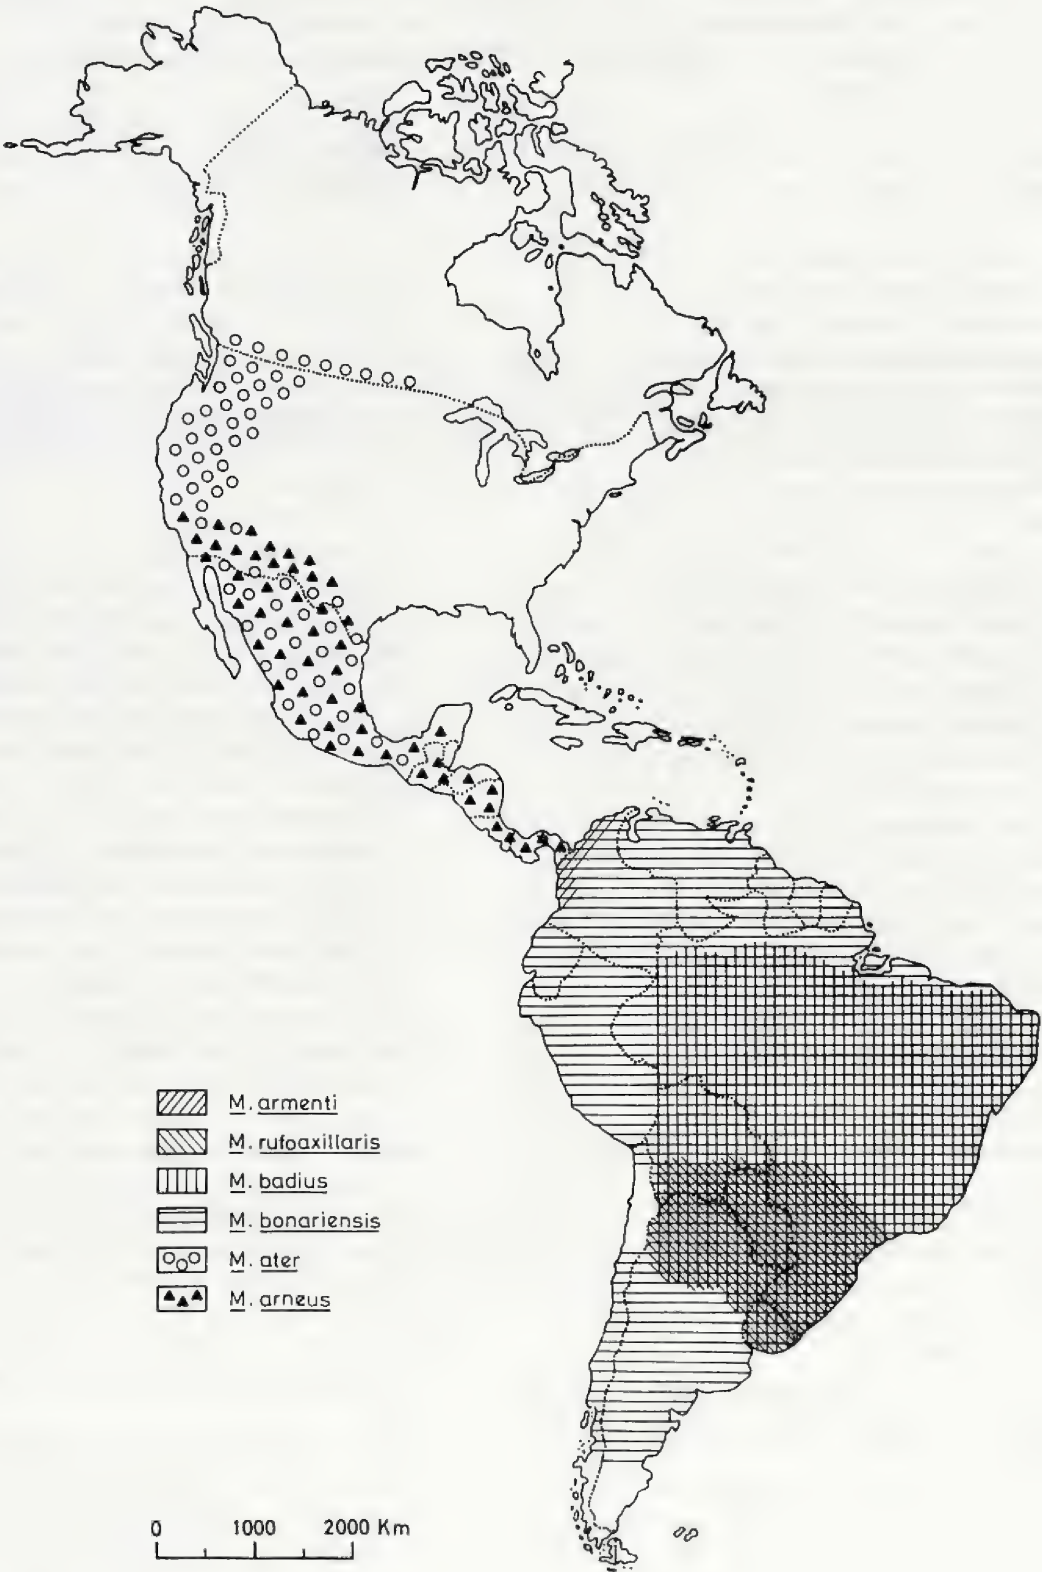 M. armenti
M. rufoaxillaris
M. badius
M. bonariensis
M. ater
M. arneus
0 1000 2000 Km